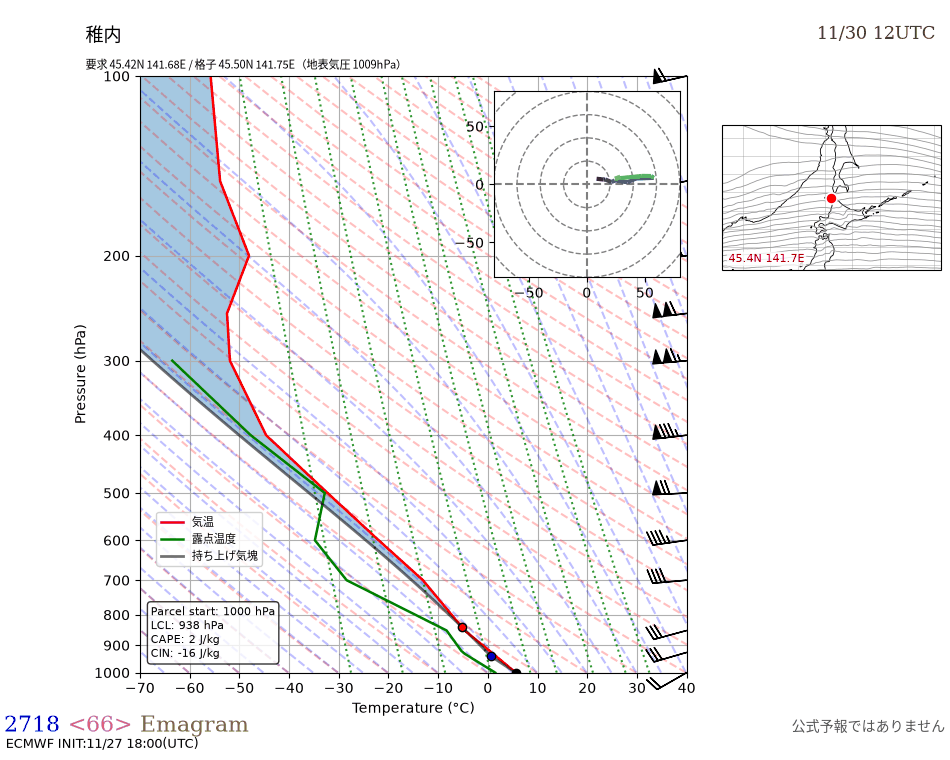 稚内
11/30 12UTC
要求 45.42N 141.68E / 格子 45.50N 141.75E（地表気圧 1009hPa）
100
200
300
400
500
600
700
800
900
1000
Pressure (hPa)
50
0
−50
−50 0 50
45.4N 141.7E
気温
露点温度
持ち上げ気塊
Parcel start: 1000 hPa
LCL: 938 hPa
CAPE: 2 J/kg
CIN: -16 J/kg
−70 −60 −50 −40 −30 −20 −10 0 10 20 30 40
Temperature (°C)
2718 <66> Emagram
公式予報ではありません
ECMWF INIT:11/27 18:00(UTC)